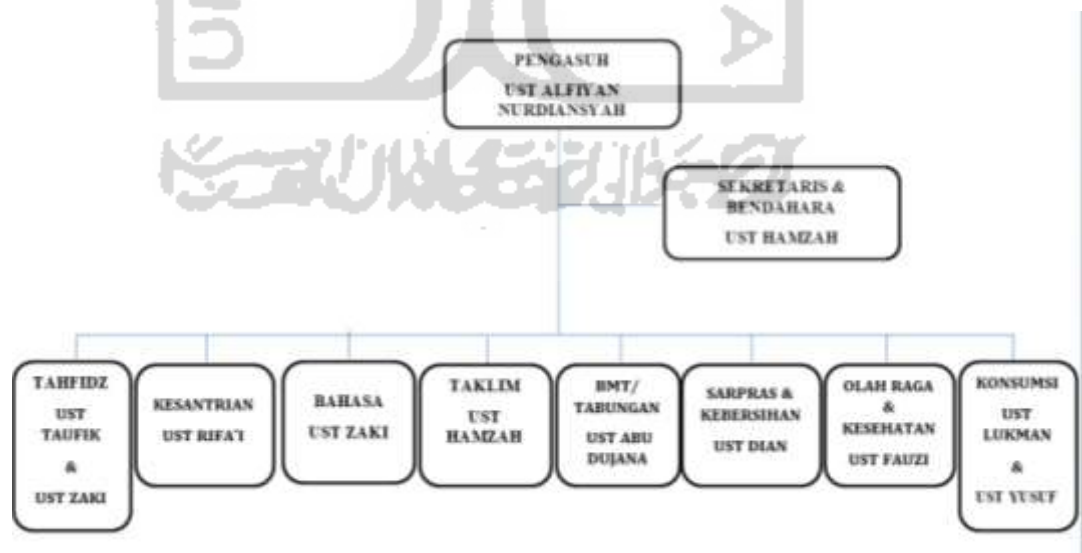 PENGASUH
UST ALFIYAN
NURDIANSYAH
SEKRETARIS &
BENDAHARA
UST HAMZAH
TAHFIDZ
UST
TAUFIK
&
UST ZAKI
KESANTRIAN
UST RIFA'I
BAHASA
UST ZAKI
TAKLIM
UST
HAMZAH
BMT/
TABUNGAN
UST ABU
DUJANA
SARPRAS &
KEBERSIHAN
UST DIAN
OLAH RAGA
&
KESEHATAN
UST FAUZI
KONSUMSI
UST
LUKMAN
&
UST YUSUF